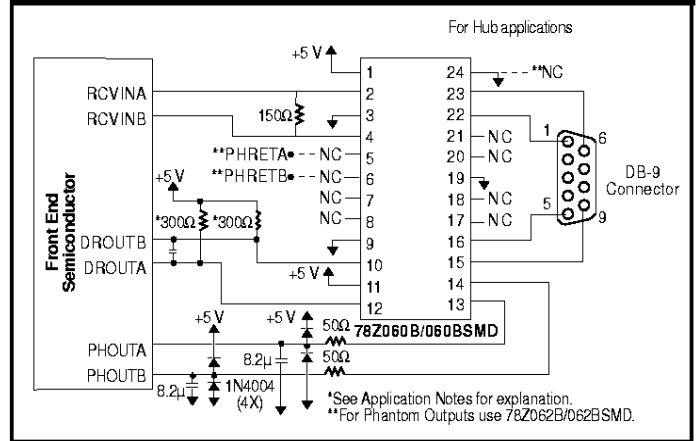 For Hub applications
+5 V
Front End Semiconductor
RCVINA
RCVINB
150Ω
**PHRETA
NC
**PHRETB
NC
NC
NC
+5 V
*300Ω
*300Ω
DROUTB
DROUTA
+5 V
1
2
3
4
5
6
7
8
9
10
11
12
24
23
22
21
20
19
18
17
16
15
14
13
**NC
NC
NC
NC
NC
1
6
5
9
DB-9
Connector
78Z060B/060BSMD
PHOUTA
PHOUTB
+5 V
+5 V
50Ω
50Ω
8.2μ
8.2μ
1N4004
(4X)
*See Application Notes for explanation.
**For Phantom Outputs use 78Z062B/062BSMD.